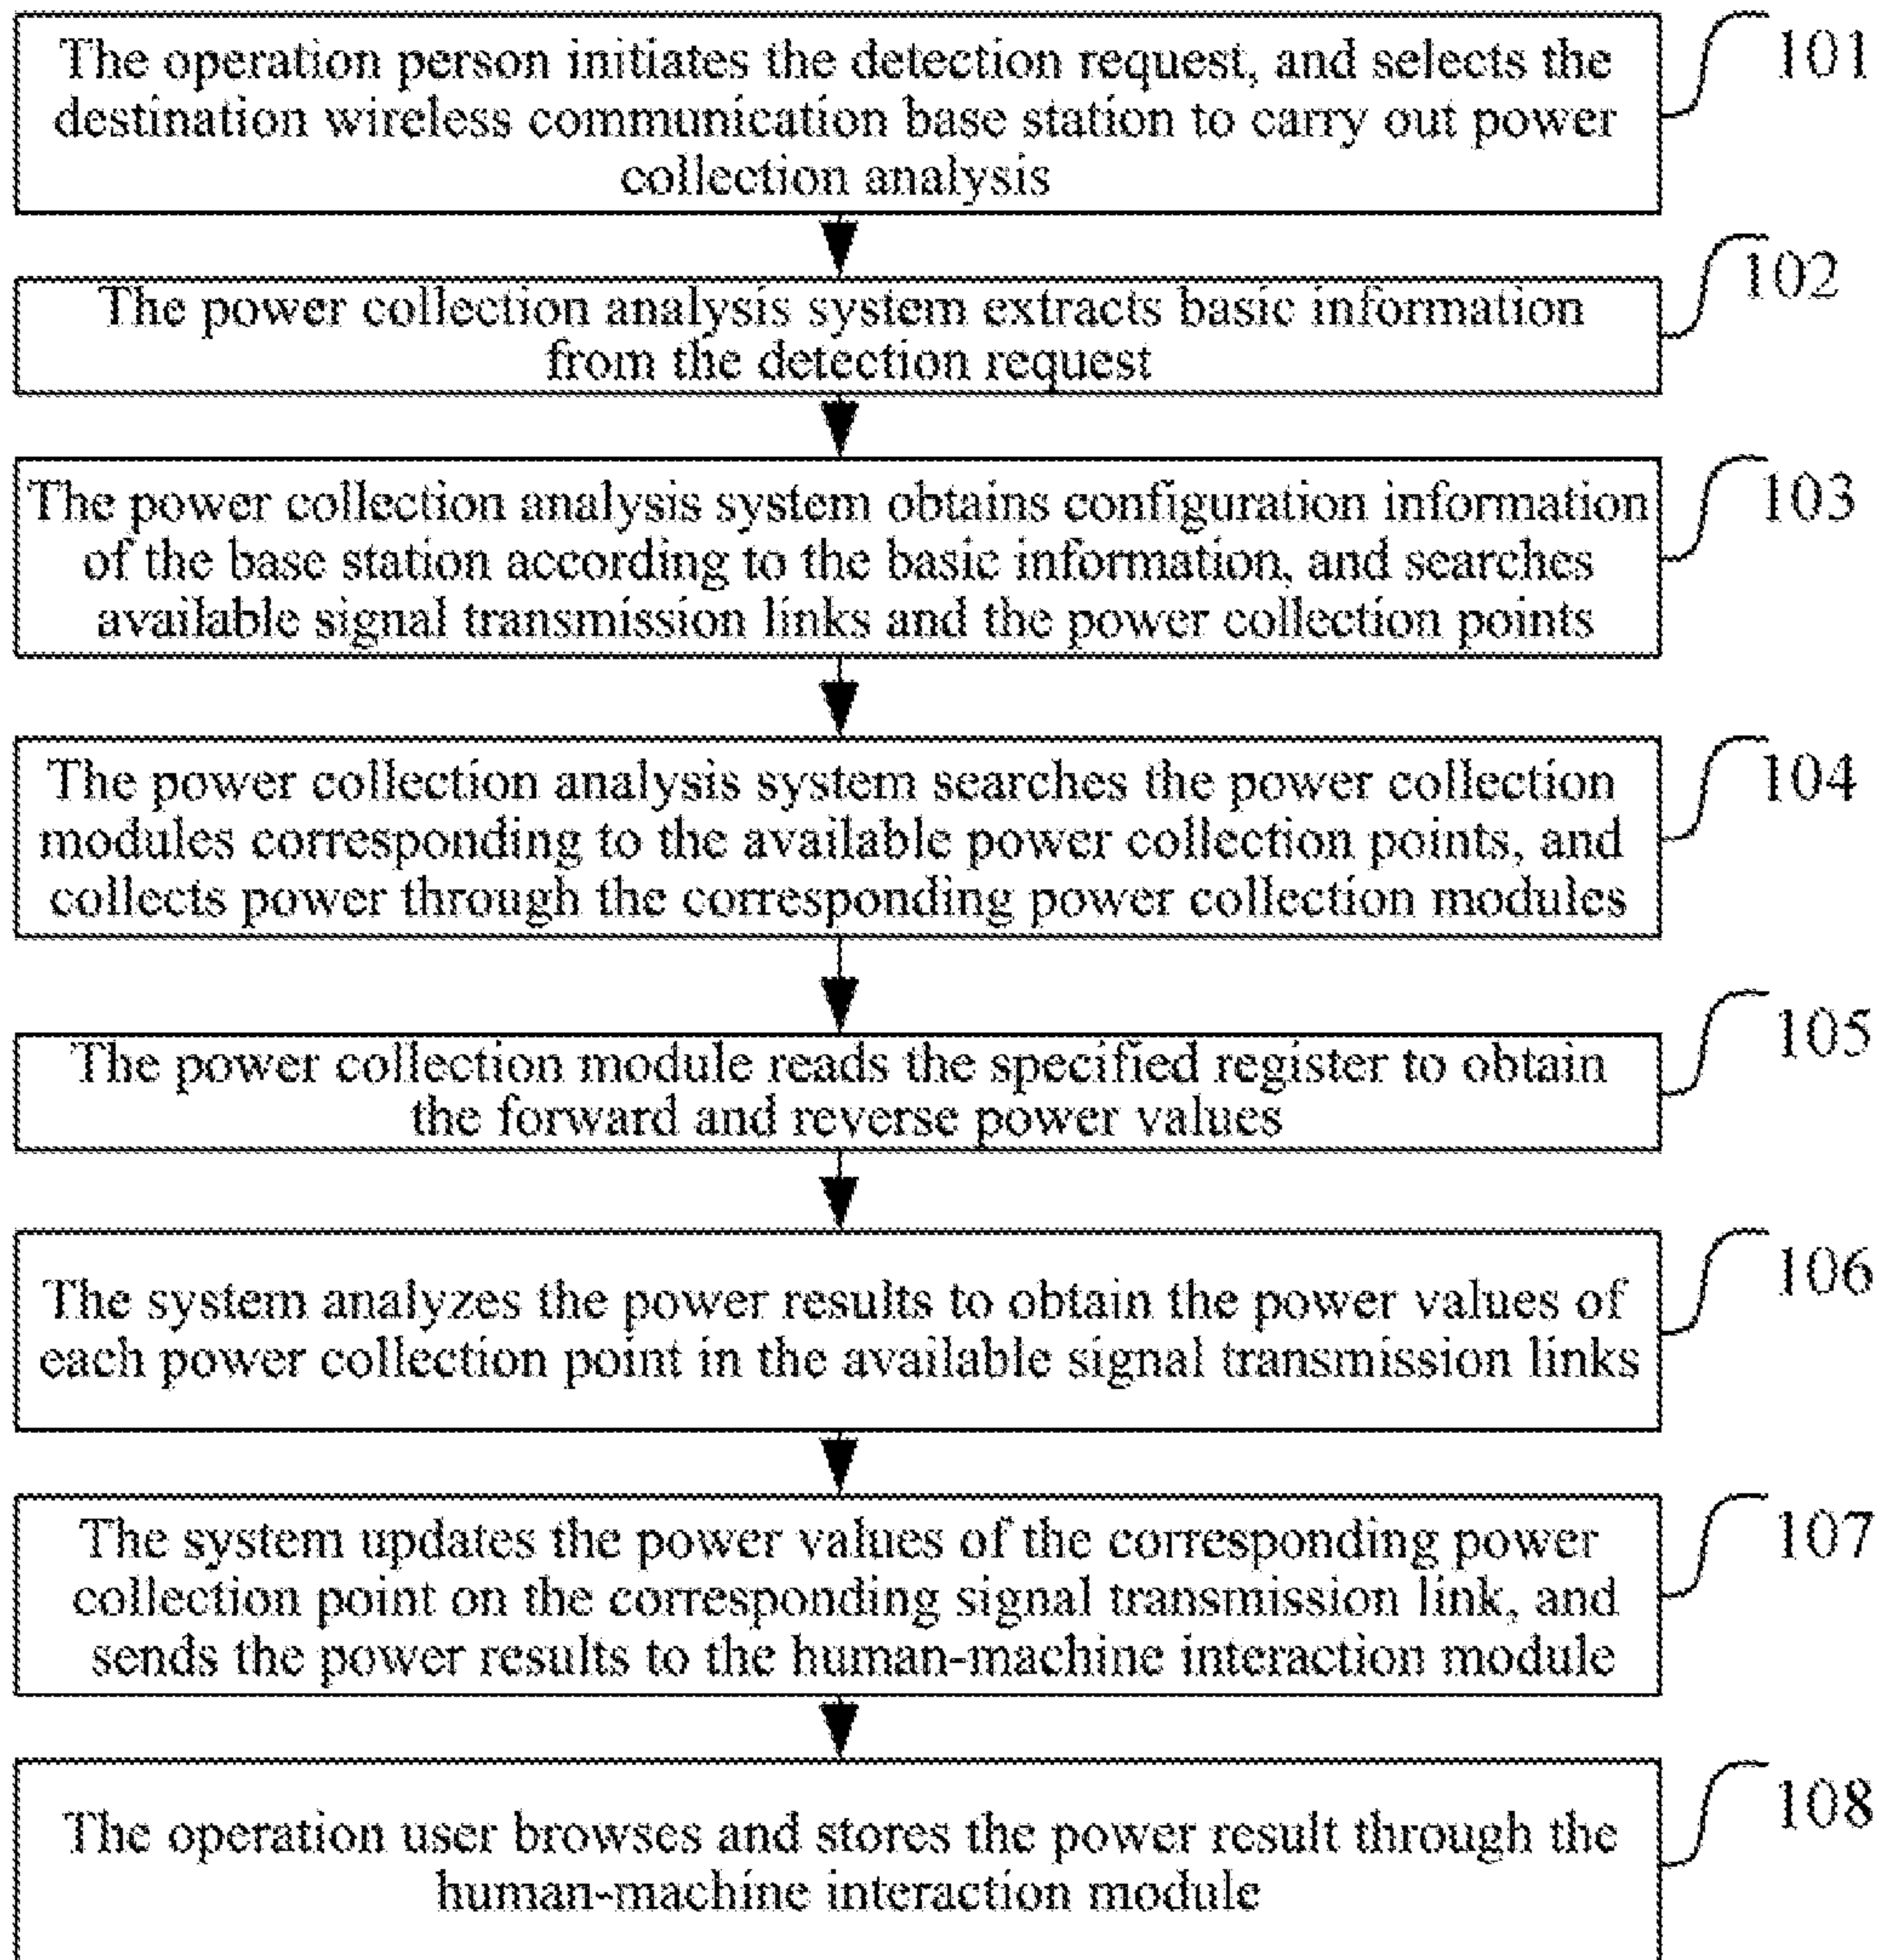 The operation person initiates the detection request, and selects the
destination wireless communication base station to carry out power
collection analysis
101
The power collection analysis system extracts basic information
from the detection request
102
The power collection analysis system obtains configuration information
of the base station according to the basic information, and searches
available signal transmission links and the power collection points
103
The power collection analysis system searches the power collection
modules corresponding to the available power collection points, and
collects power through the corresponding power collection modules
104
The power collection module reads the specified register to obtain
the forward and reverse power values
105
The system analyzes the power results to obtain the power values of
each power collection point in the available signal transmission links
106
The system updates the power values of the corresponding power
collection point on the corresponding signal transmission link, and
sends the power results to the human-machine interaction module
107
The operation user browses and stores the power result through the
human-machine interaction module
108